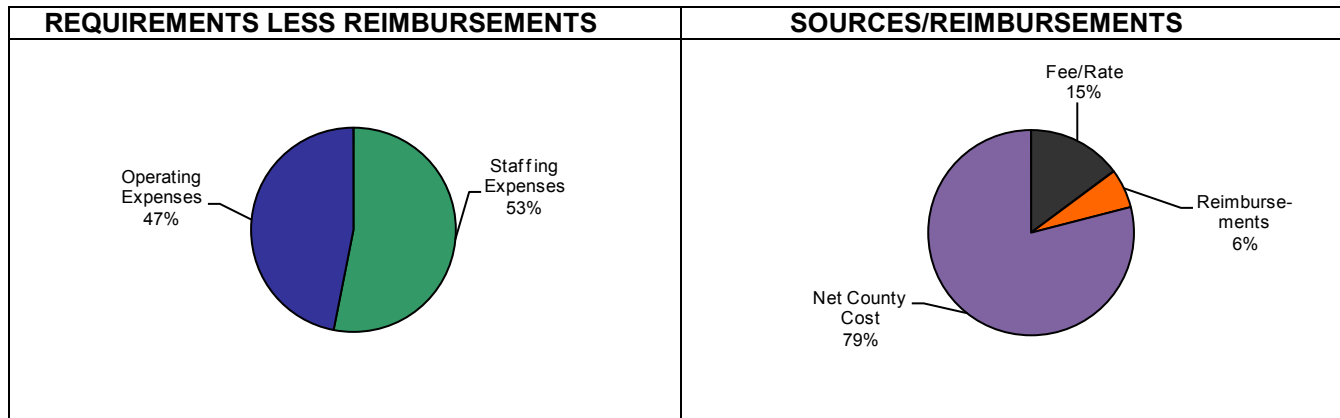 REQUIREMENTS LESS REIMBURSEMENTS
Operating
Expenses
47%
Staffing
Expenses
53%
SOURCES/REIMBURSEMENTS
Fee/Rate
15%
Reimburse-
ments
6%
Net County
Cost
79%